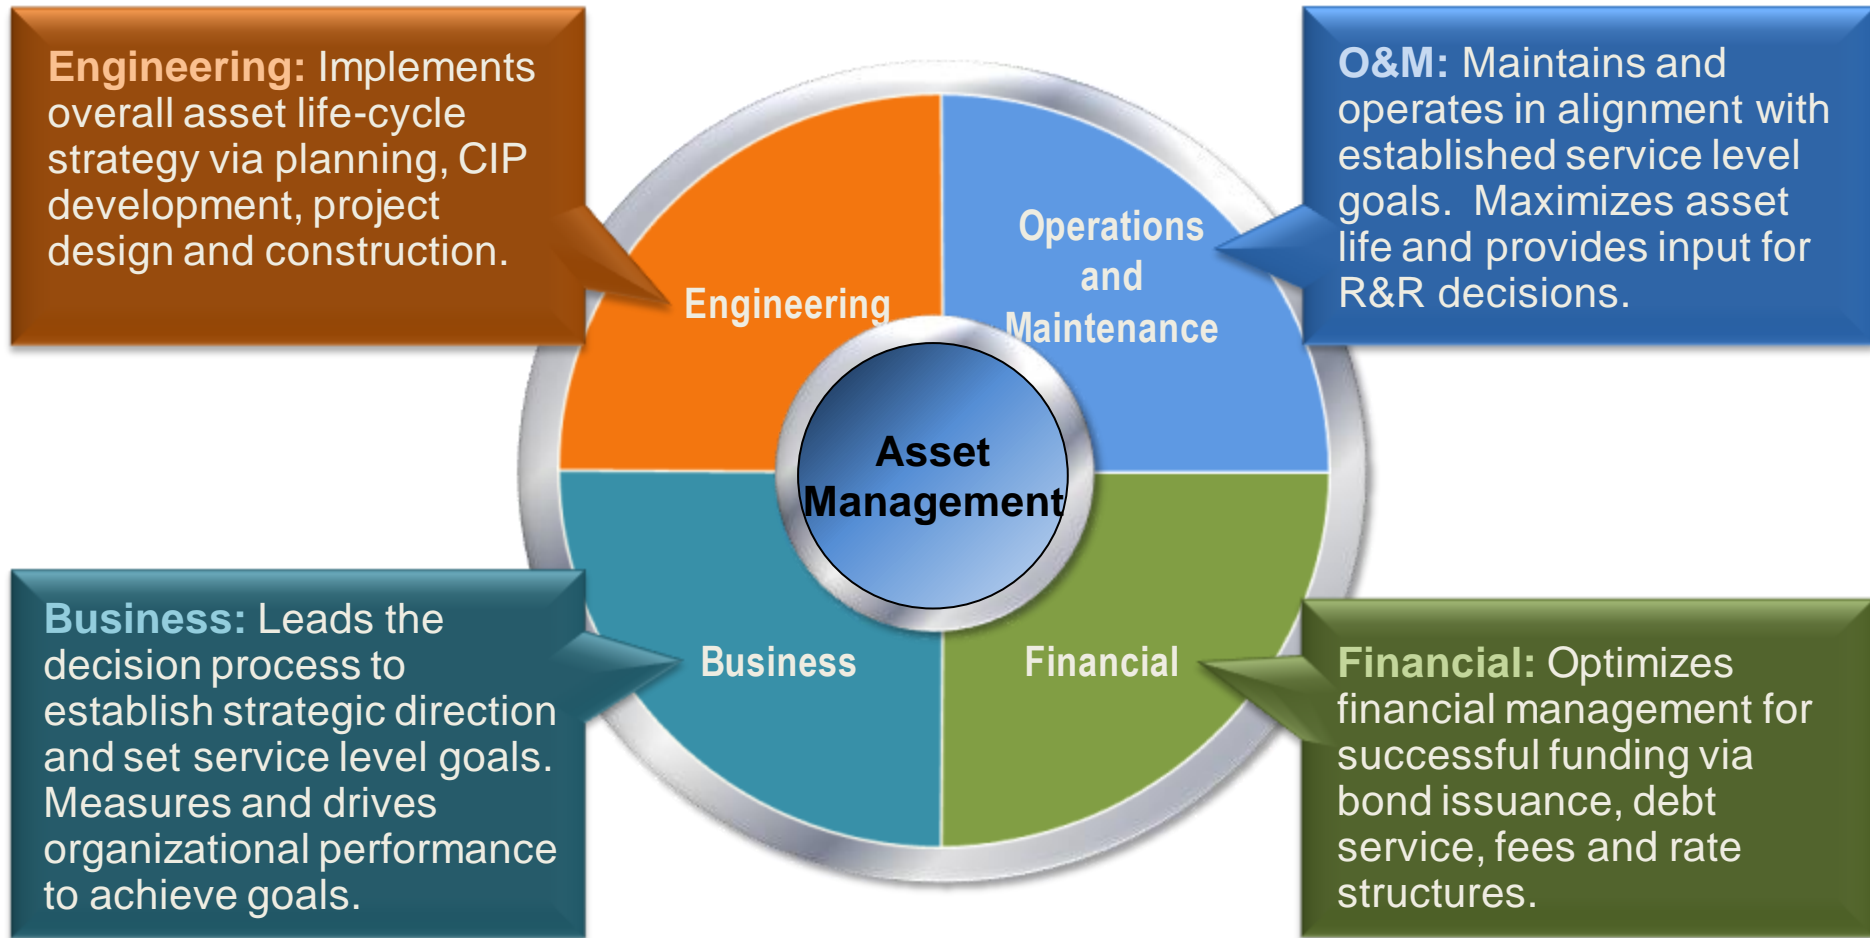 Engineering: Implements
overall asset life-cycle
strategy via planning, CIP
development, project
design and construction.
O&M: Maintains and
operates in alignment with
established service level
goals.  Maximizes asset
life and provides input for
R&R decisions.
Engineering
Operations
and
Maintenance
Asset
Management
Business
Financial
Business: Leads the
decision process to
establish strategic direction
and set service level goals.
Measures and drives
organizational performance
to achieve goals.
Financial: Optimizes
financial management for
successful funding via
bond issuance, debt
service, fees and rate
structures.